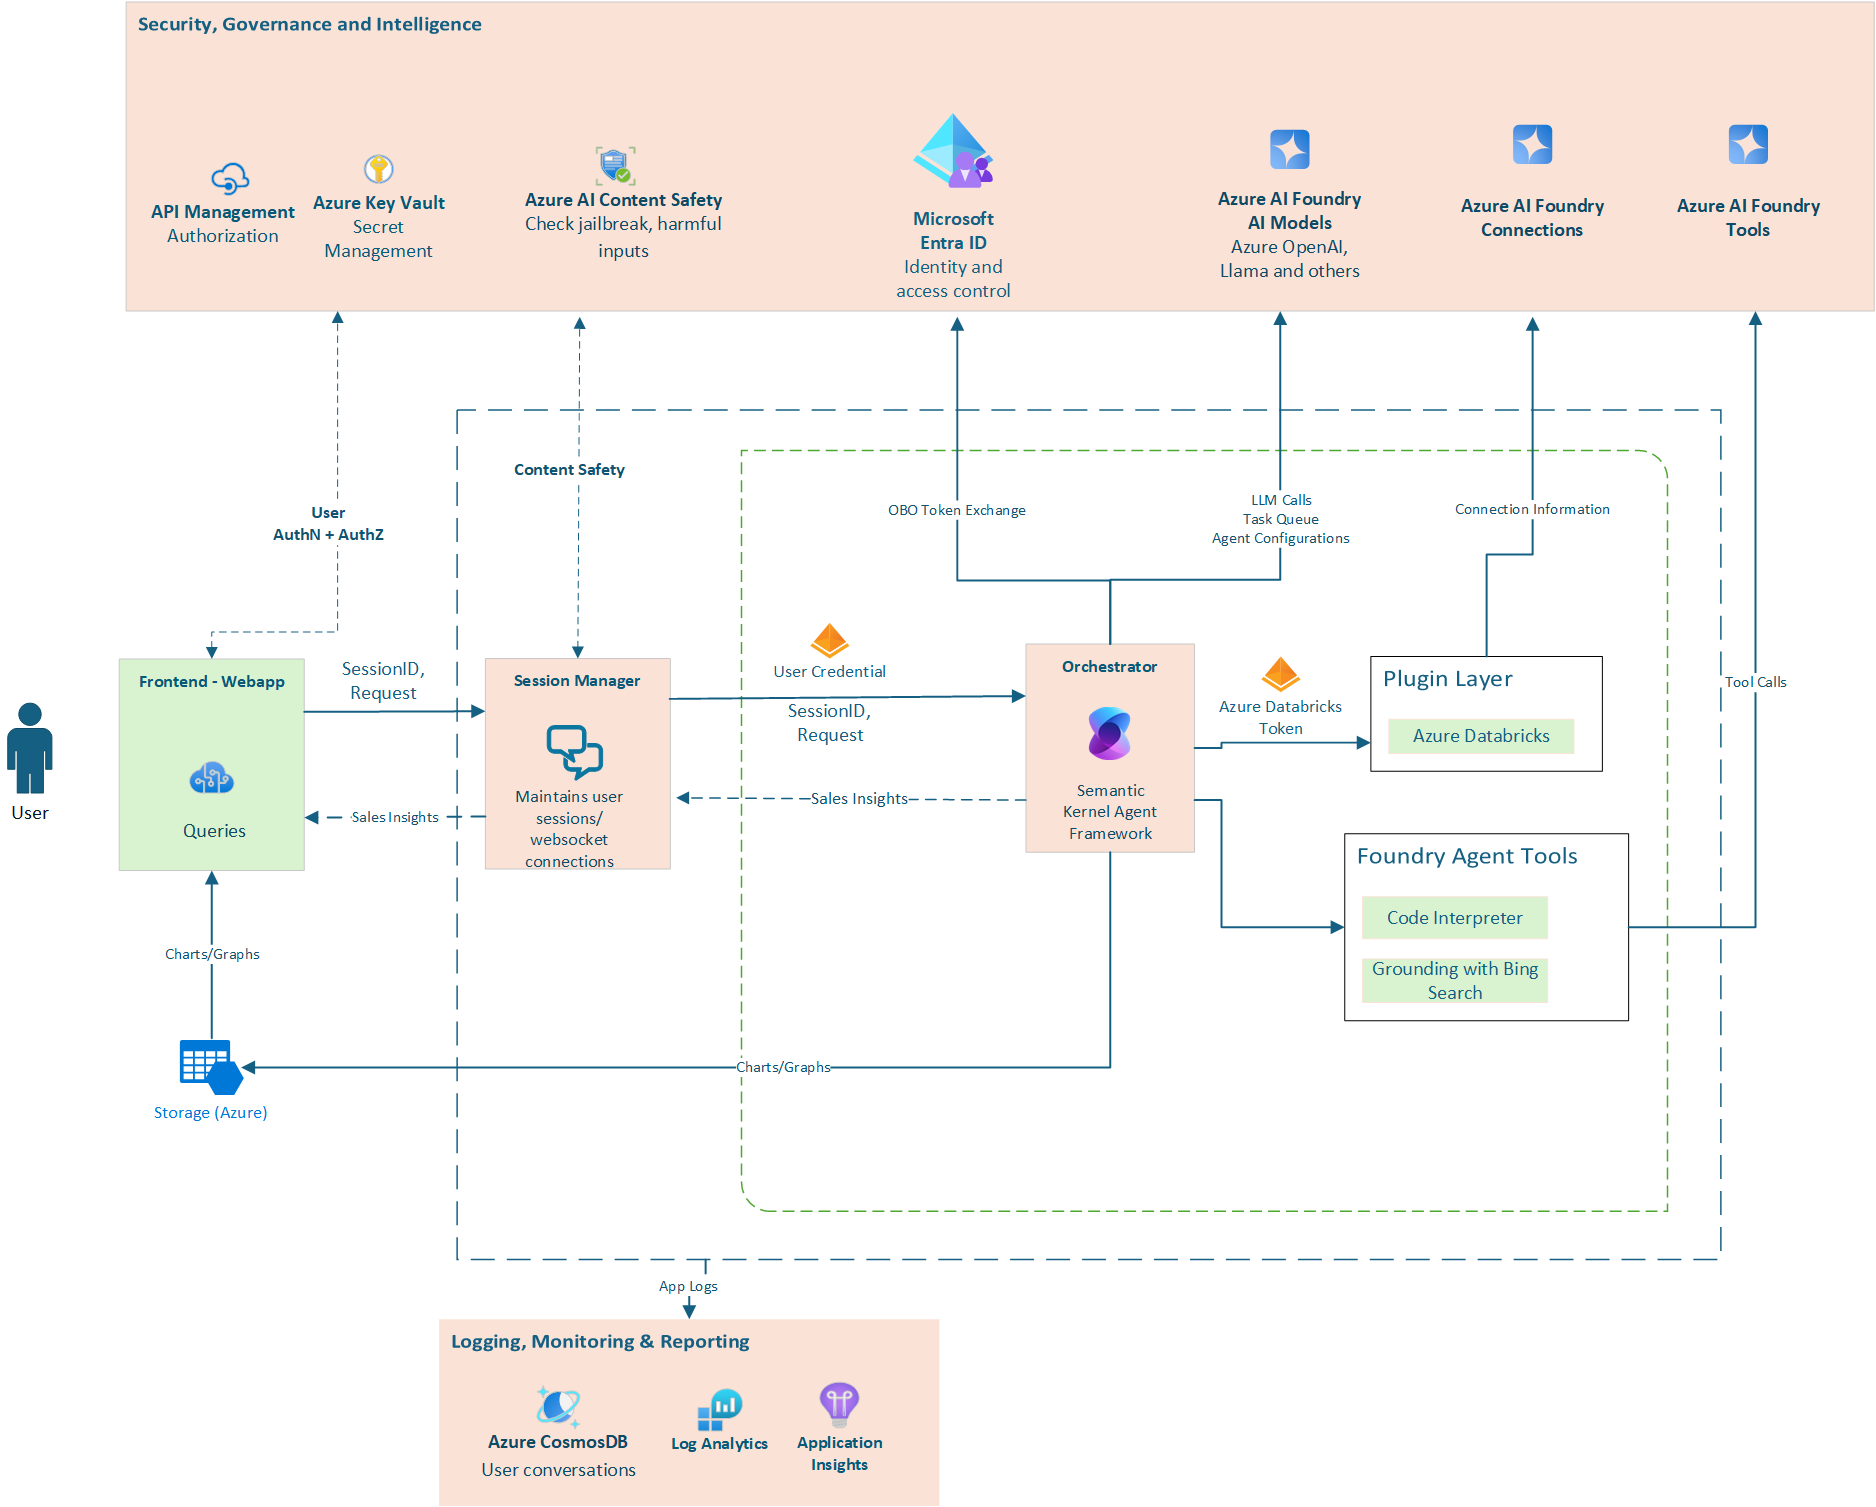 Security, Governance and Intelligence
API Management
Authorization
Azure Key Vault
Secret
Management
Azure AI Content Safety
Check jailbreak, harmful
inputs
Microsoft
Entra ID
Identity and
access control
Azure AI Foundry
AI Models
Azure OpenAI,
Llama and others
Azure AI Foundry
Connections
Azure AI Foundry
Tools
User
AuthN + AuthZ
Content Safety
OBO Token Exchange
LLM Calls
Task Queue
Agent Configurations
Connection Information
Tool Calls
User
Frontend - Webapp
Queries
SessionID,
Request
Sales Insights
Session Manager
Maintains user
sessions/
websocket
connections
User Credential
SessionID,
Request
Sales Insights
Orchestrator
Semantic
Kernel Agent
Framework
Azure Databricks
Token
Plugin Layer
Azure Databricks
Foundry Agent Tools
Code Interpreter
Grounding with Bing
Search
Charts/Graphs
Charts/Graphs
Storage (Azure)
App Logs
Logging, Monitoring & Reporting
Azure CosmosDB
User conversations
Log Analytics
Application
Insights